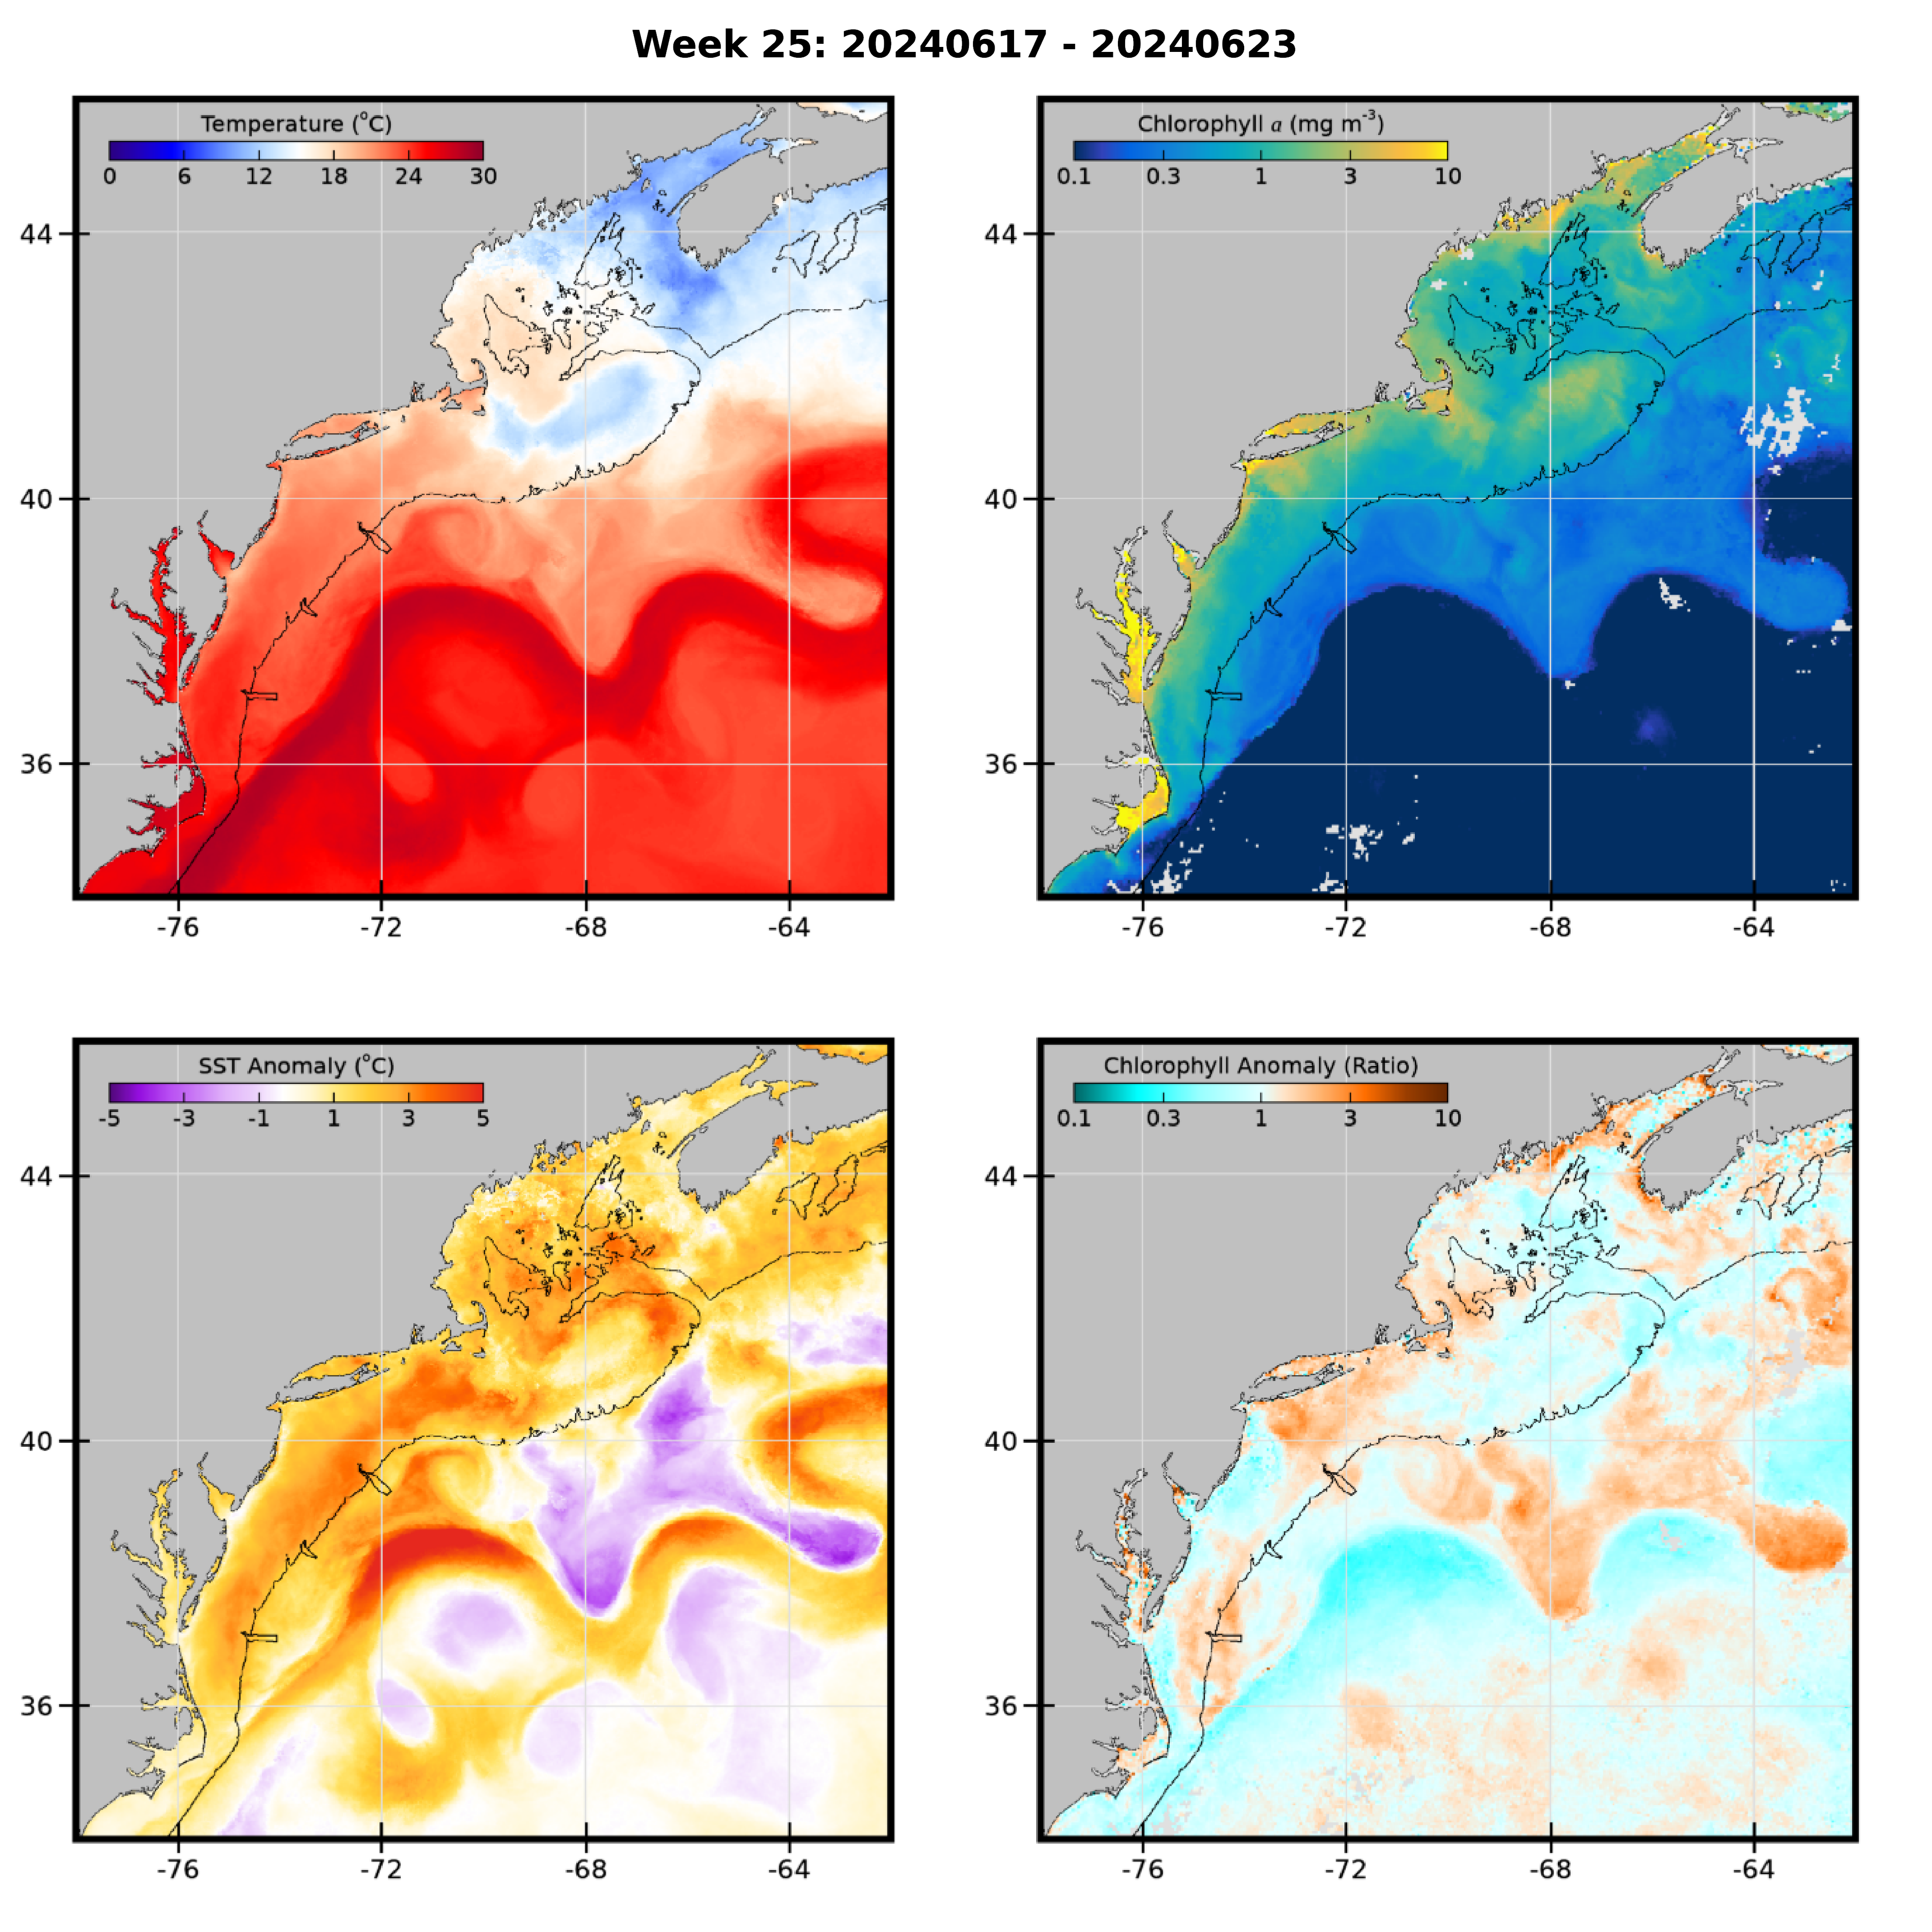 Week 25: 20240617 - 20240623
Temperature (°C)
0 6 12 18 24 30
44
40
36
-76 -72 -68 -64
Chlorophyll a (mg m-3)
0.1 0.3 1 3 10
44
40
36
-76 -72 -68 -64
SST Anomaly (°C)
-5 -3 -1 1 3 5
44
40
36
-76 -72 -68 -64
Chlorophyll Anomaly (Ratio)
0.1 0.3 1 3 10
44
40
36
-76 -72 -68 -64